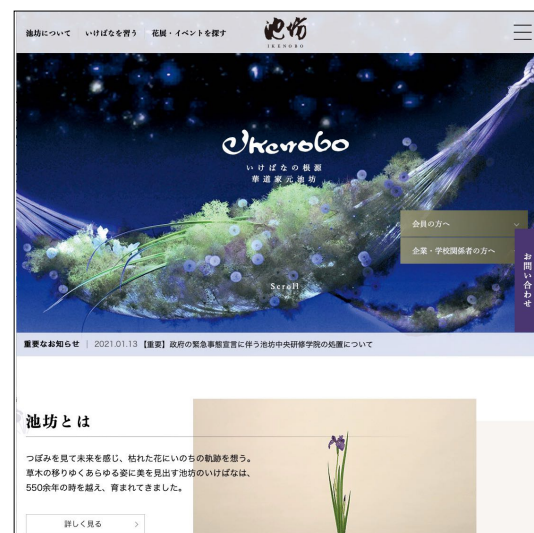 池坊について いけばなを習う 花展・イベントを探す
池坊
IKENOBO
Ikenobo
いけばなの根源
華道家元池坊
会員の方へ
企業・学校関係者の方へ
お問い合わせ
Scroll
重要なお知らせ | 2021.01.13 【重要】政府の緊急事態宣言に伴う池坊中央研修学院の処置について
池坊とは
つぼみを見て未来を感じ、枯れた花にいのちの軌跡を想う。
草木の移りゆくあらゆる姿に美を見出す池坊のいけばなは、
550余年の時を越え、育まれてきました。
詳しく見る